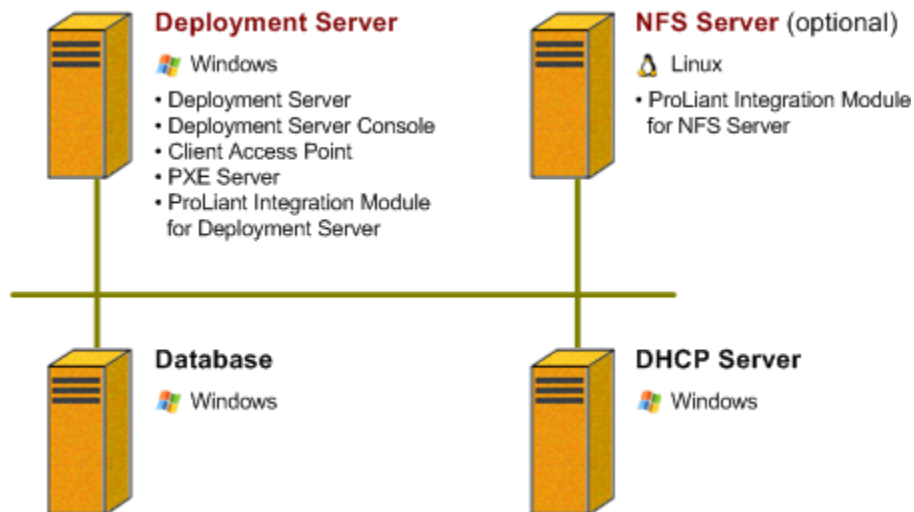 Deployment Server
Windows
• Deployment Server
• Deployment Server Console
• Client Access Point
• PXE Server
• ProLiant Integration Module
for Deployment Server
NFS Server (optional)
Linux
• ProLiant Integration Module
for NFS Server
Database
Windows
DHCP Server
Windows